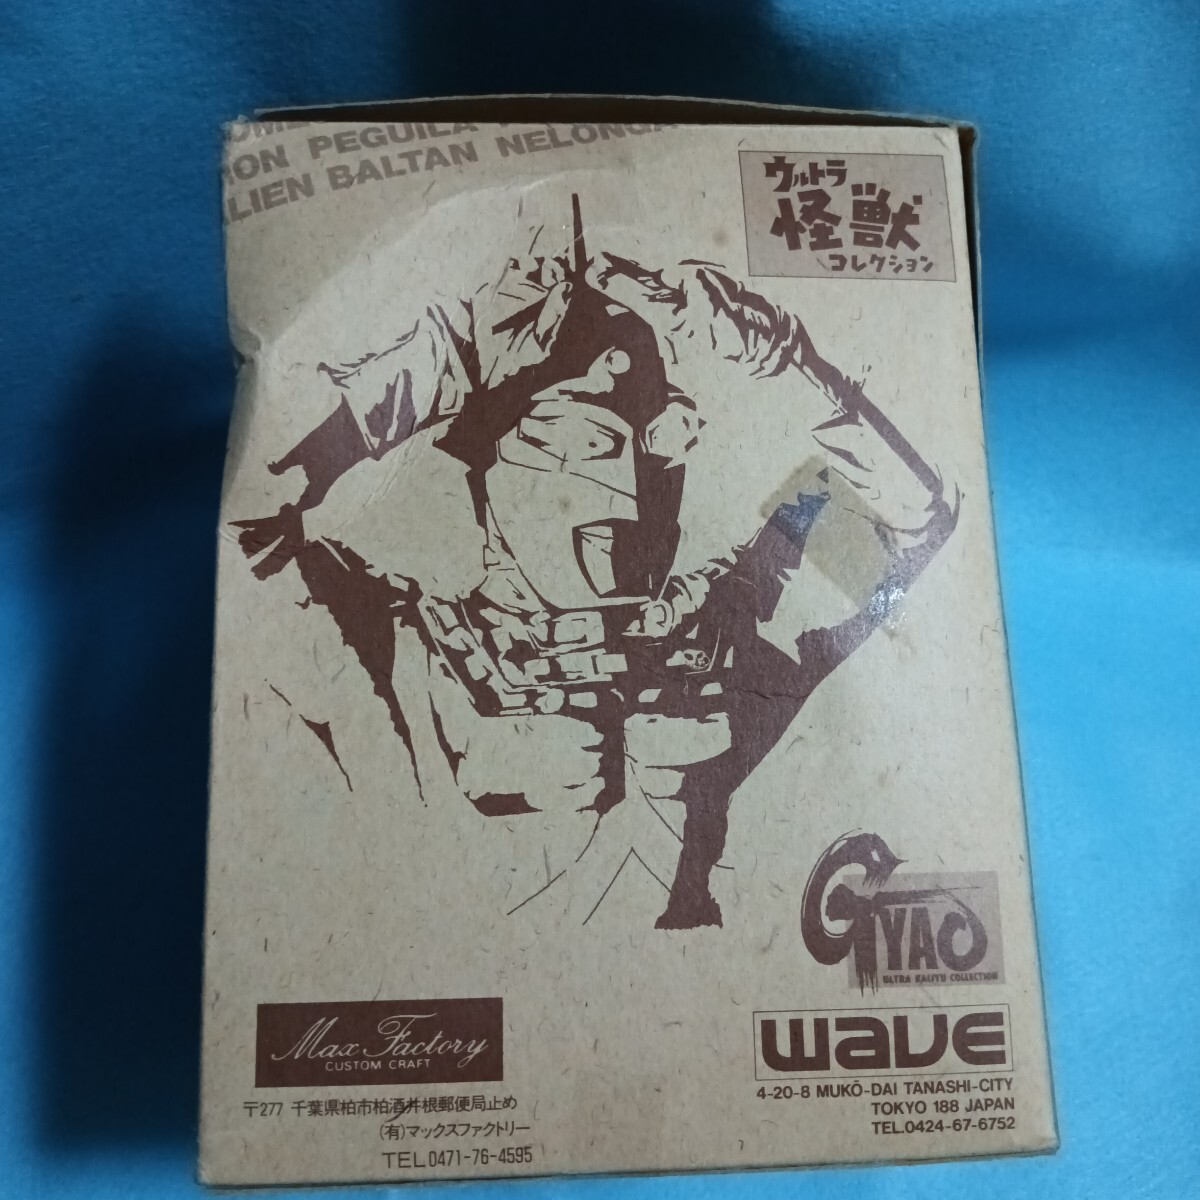 ION PEGUILA
LIEN BALTAN NELONGA
ウルトラ
怪獣
コレクション
GYAO
ULTRA KAIJYU COLLECTION
Max Factory
CUSTOM CRAFT
〒277 千葉県柏市柏酒井根郵便局止め
(有)マックスファクトリー
TEL 0471-76-4595
wave
4-20-8 MUKŌ-DAI TANASHI-CITY
TOKYO 188 JAPAN
TEL.0424-67-6752